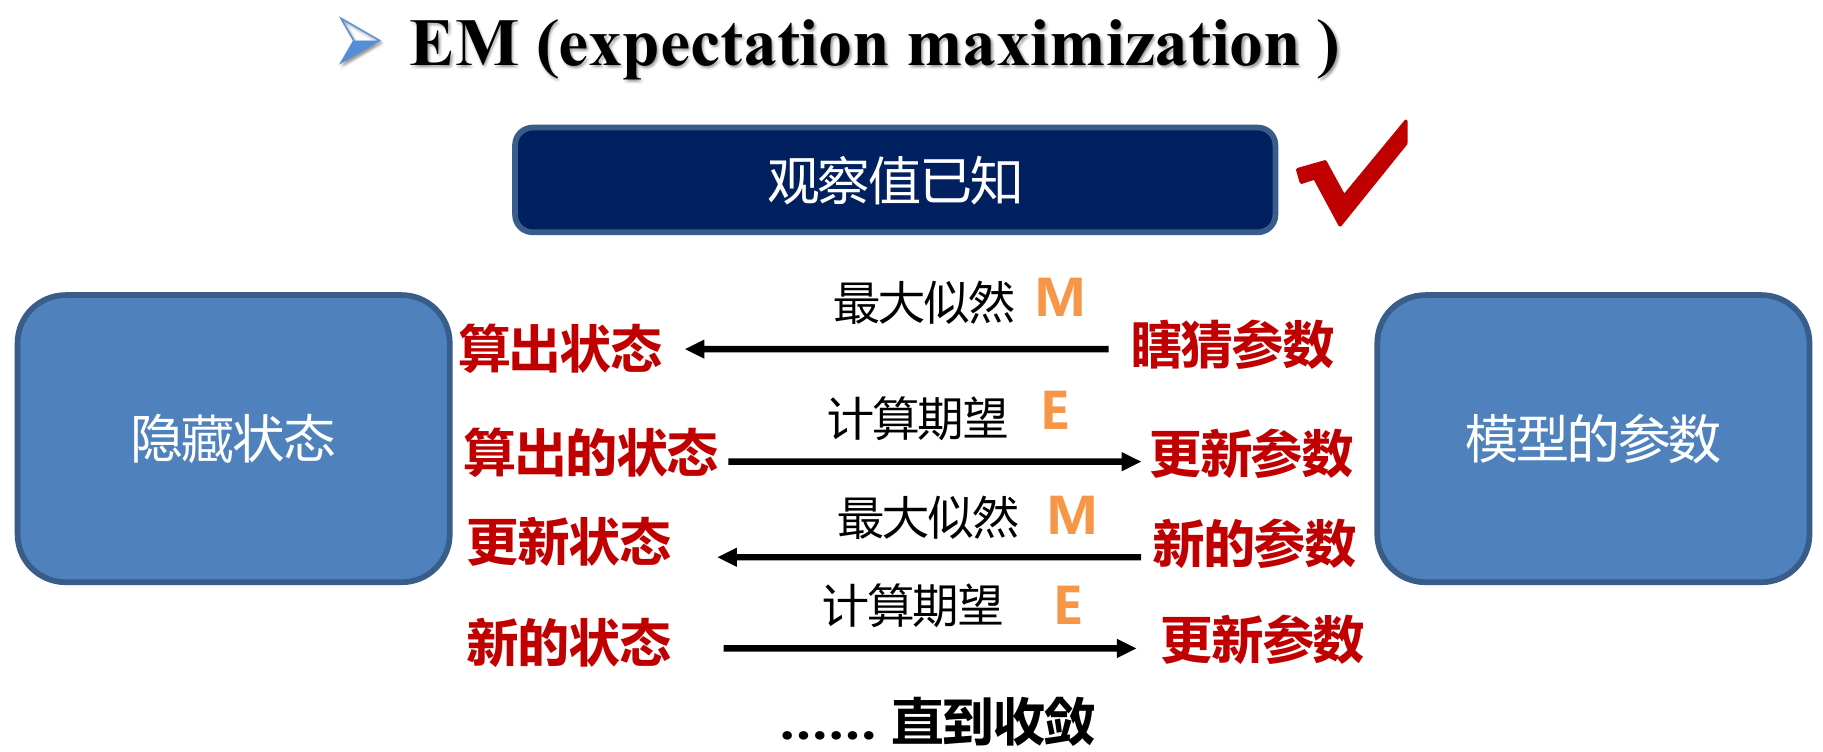 EM (expectation maximization )
观察值已知
最大似然 M
算出状态 瞎猜参数
计算期望 E
算出的状态 更新参数
隐藏状态
模型的参数
最大似然 M
更新状态 新的参数
计算期望 E
新的状态 更新参数
...... 直到收敛